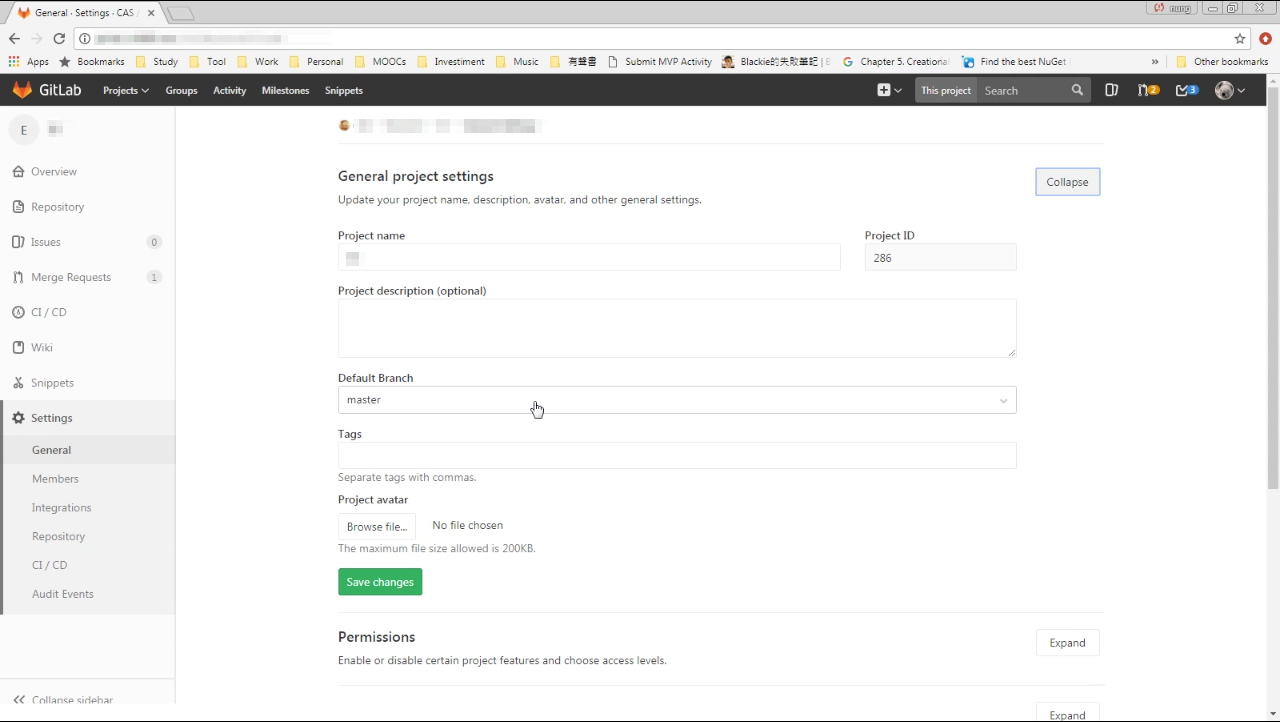 General · Settings · CAS
nung
Apps Bookmarks Study Tool Work Personal MOOCs Investiment Music 有聲書 Submit MVP Activity Blackie的失敗筆記 | B Chapter 5. Creational Find the best NuGet » Other bookmarks
GitLab Projects Groups Activity Milestones Snippets This project Search 2 3
E
Overview
Repository
Issues 0
Merge Requests 1
CI / CD
Wiki
Snippets
Settings
General
Members
Integrations
Repository
CI / CD
Audit Events
Collapse sidebar
General project settings
Collapse
Update your project name, description, avatar, and other general settings.
Project name
Project ID
286
Project description (optional)
Default Branch
master
Tags
Separate tags with commas.
Project avatar
Browse file... No file chosen
The maximum file size allowed is 200KB.
Save changes
Permissions
Expand
Enable or disable certain project features and choose access levels.
Expand